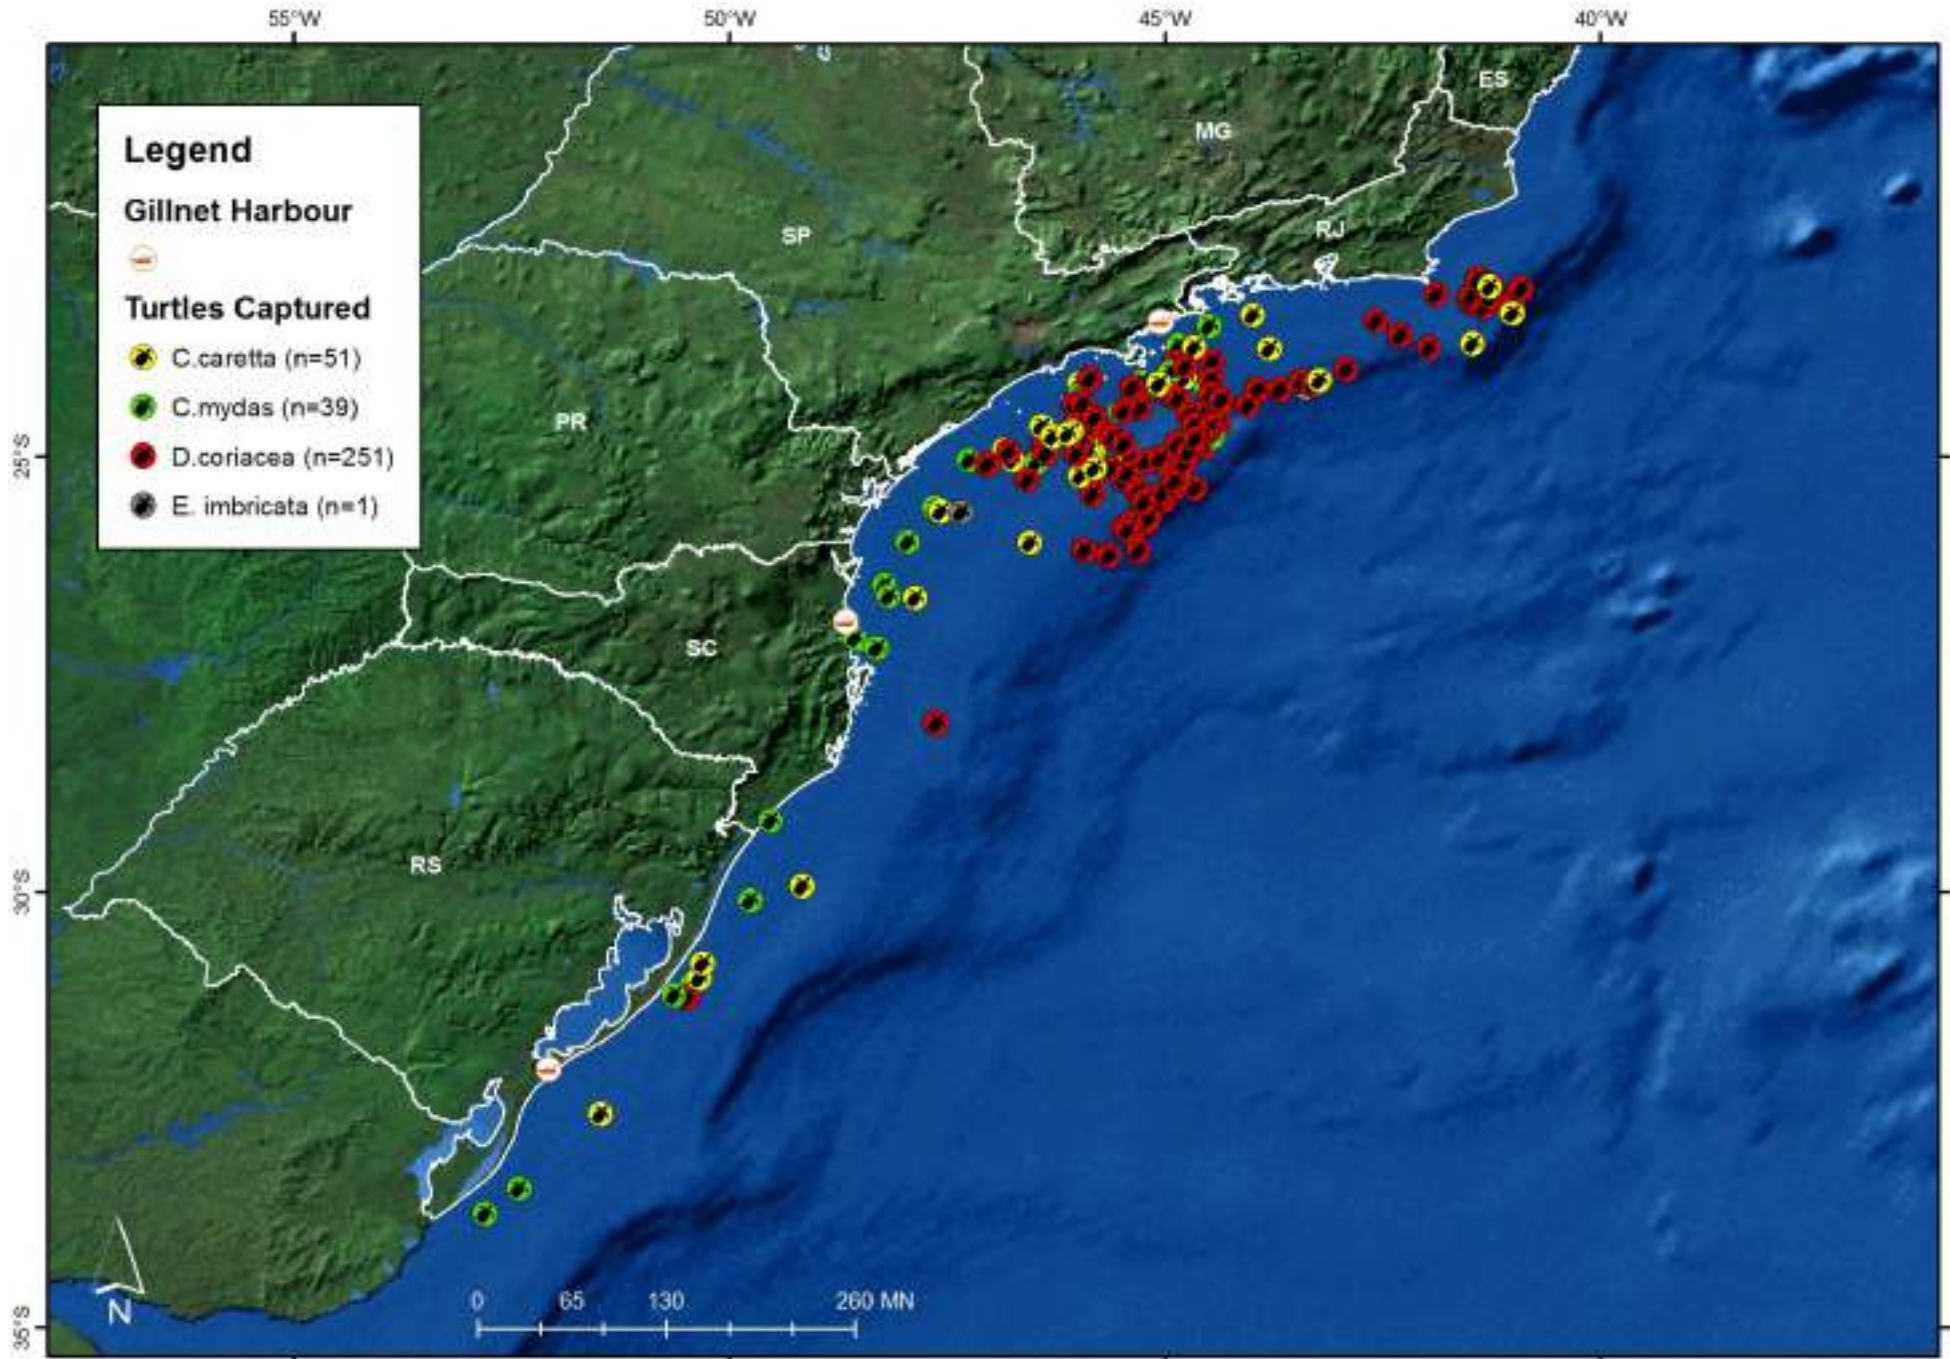 55°W 50°W 45°W 40°W
ES
MG
Legend
Gillnet Harbour
SP
RJ
Turtles Captured
C.caretta (n=51)
C.mydas (n=39)
PR
D.coriacea (n=251)
25°S
E. imbricata (n=1)
SC
RS
30°S
N
0 65 130 260 MN
35°S